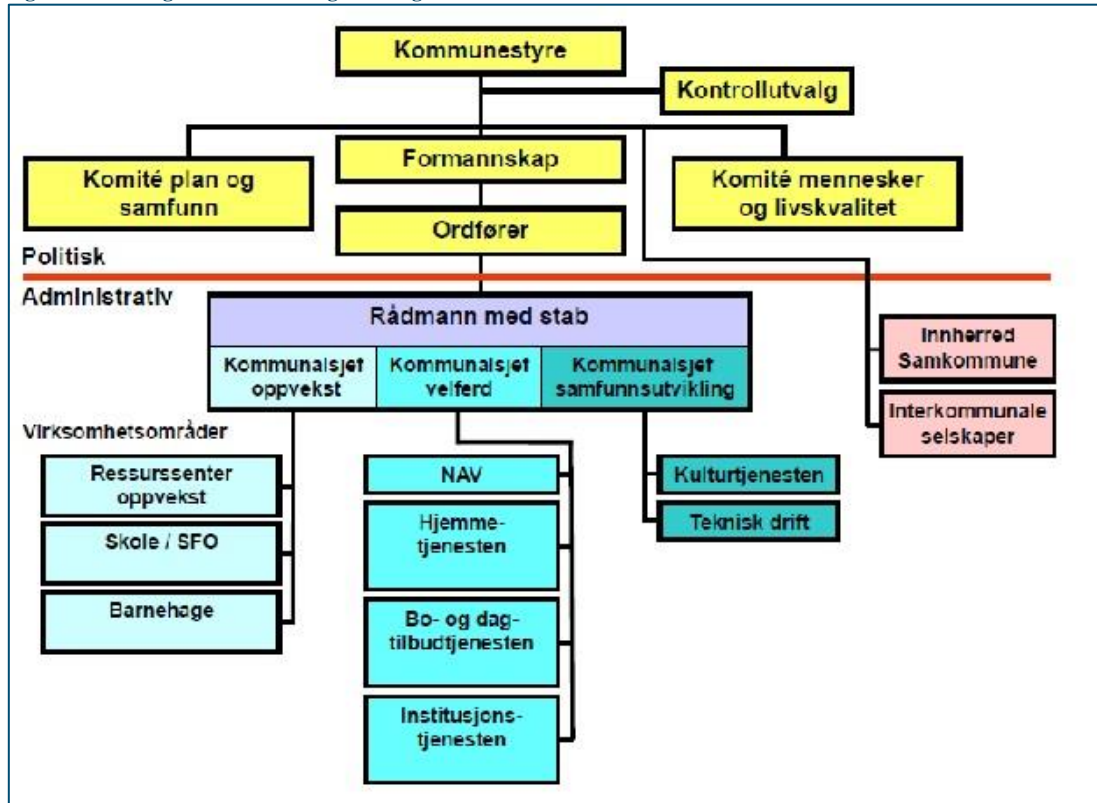 Kommunestyre
Kontrollutvalg
Formannskap
Komité plan og
samfunn
Komité mennesker
og livskvalitet
Ordfører
Politisk
Administrativ
Rådmann med stab
Kommunalsjef
oppvekst
Kommunalsjef
velferd
Kommunalsjef
samfunnsutvikling
Innherred
Samkommune
Interkommunale
selskaper
Virksomhetsområder
Ressurssenter
oppvekst
Skole / SFO
Barnehage
NAV
Hjemme-
tjenesten
Bo- og dag-
tilbudtjenesten
Institusjons-
tjenesten
Kulturtjenesten
Teknisk drift